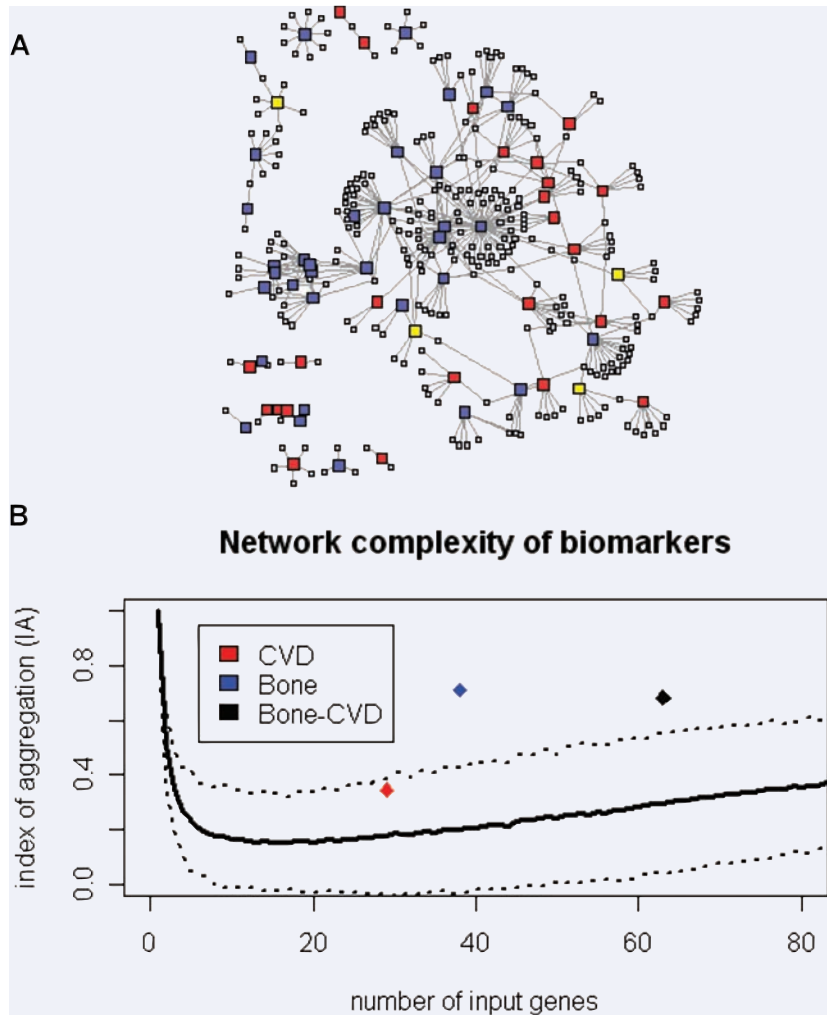 A
B
Network complexity of biomarkers
index of aggregation (IA)
0.8
0.4
0.0
CVD
Bone
Bone-CVD
0 20 40 60 80
number of input genes